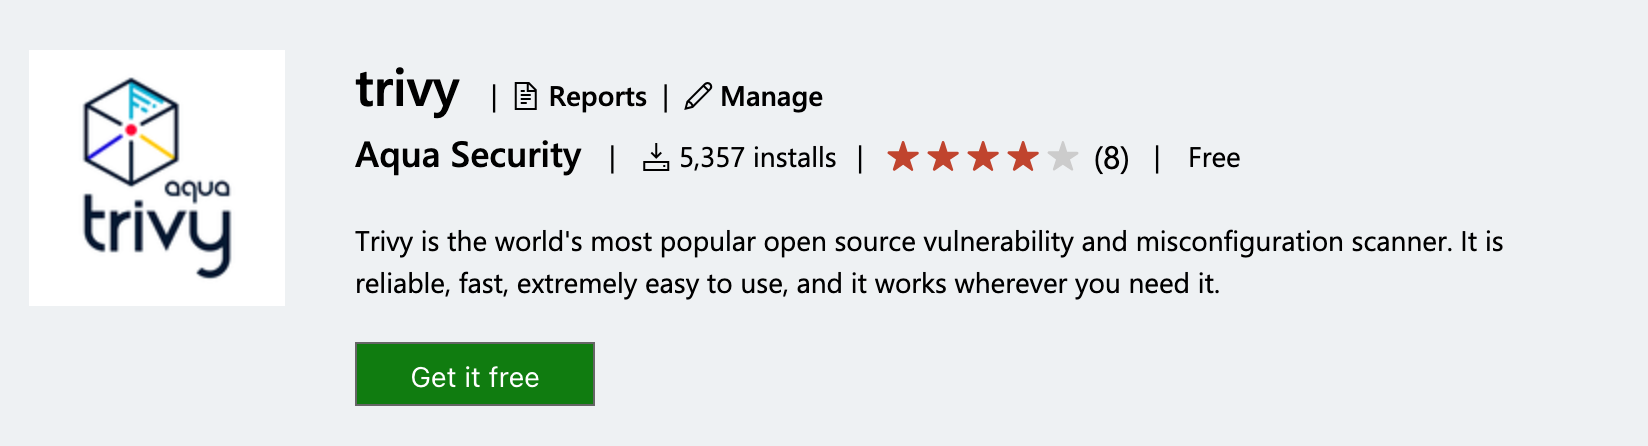 aqua
trivy
trivy | Reports | Manage
Aqua Security | 5,357 installs | (8) | Free
Trivy is the world's most popular open source vulnerability and misconfiguration scanner. It is
reliable, fast, extremely easy to use, and it works wherever you need it.
Get it free